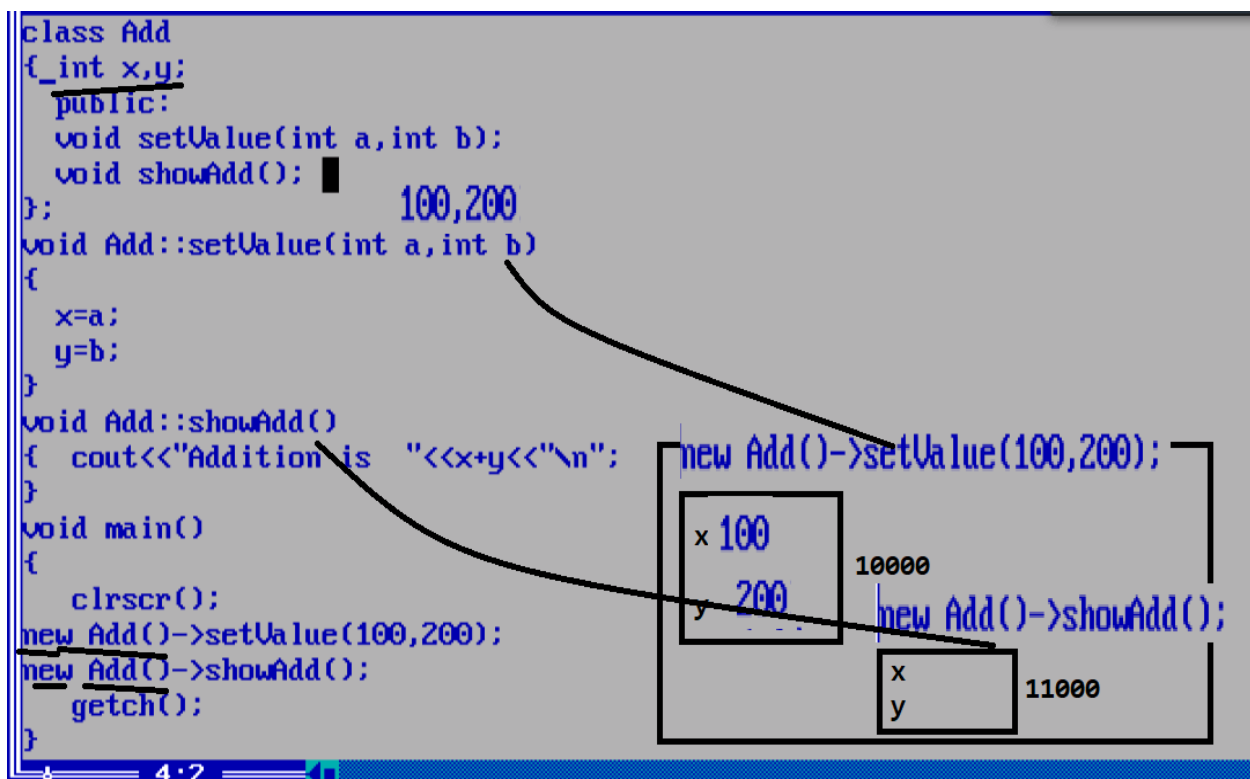 class Add
{ int x,y;
public:
void setValue(int a,int b);
void showAdd();
};
100,200
void Add::setValue(int a,int b)
{
x=a;
y=b;
}
void Add::showAdd()
{ cout<<"Addition is  "<<x+y<<"\n";
}
void main()
{
clrscr();
new Add()->setValue(100,200);
new Add()->showAdd();
getch();
}
new Add()->setValue(100,200);
x 100
y 200
10000
new Add()->showAdd();
x
y
11000
4:2